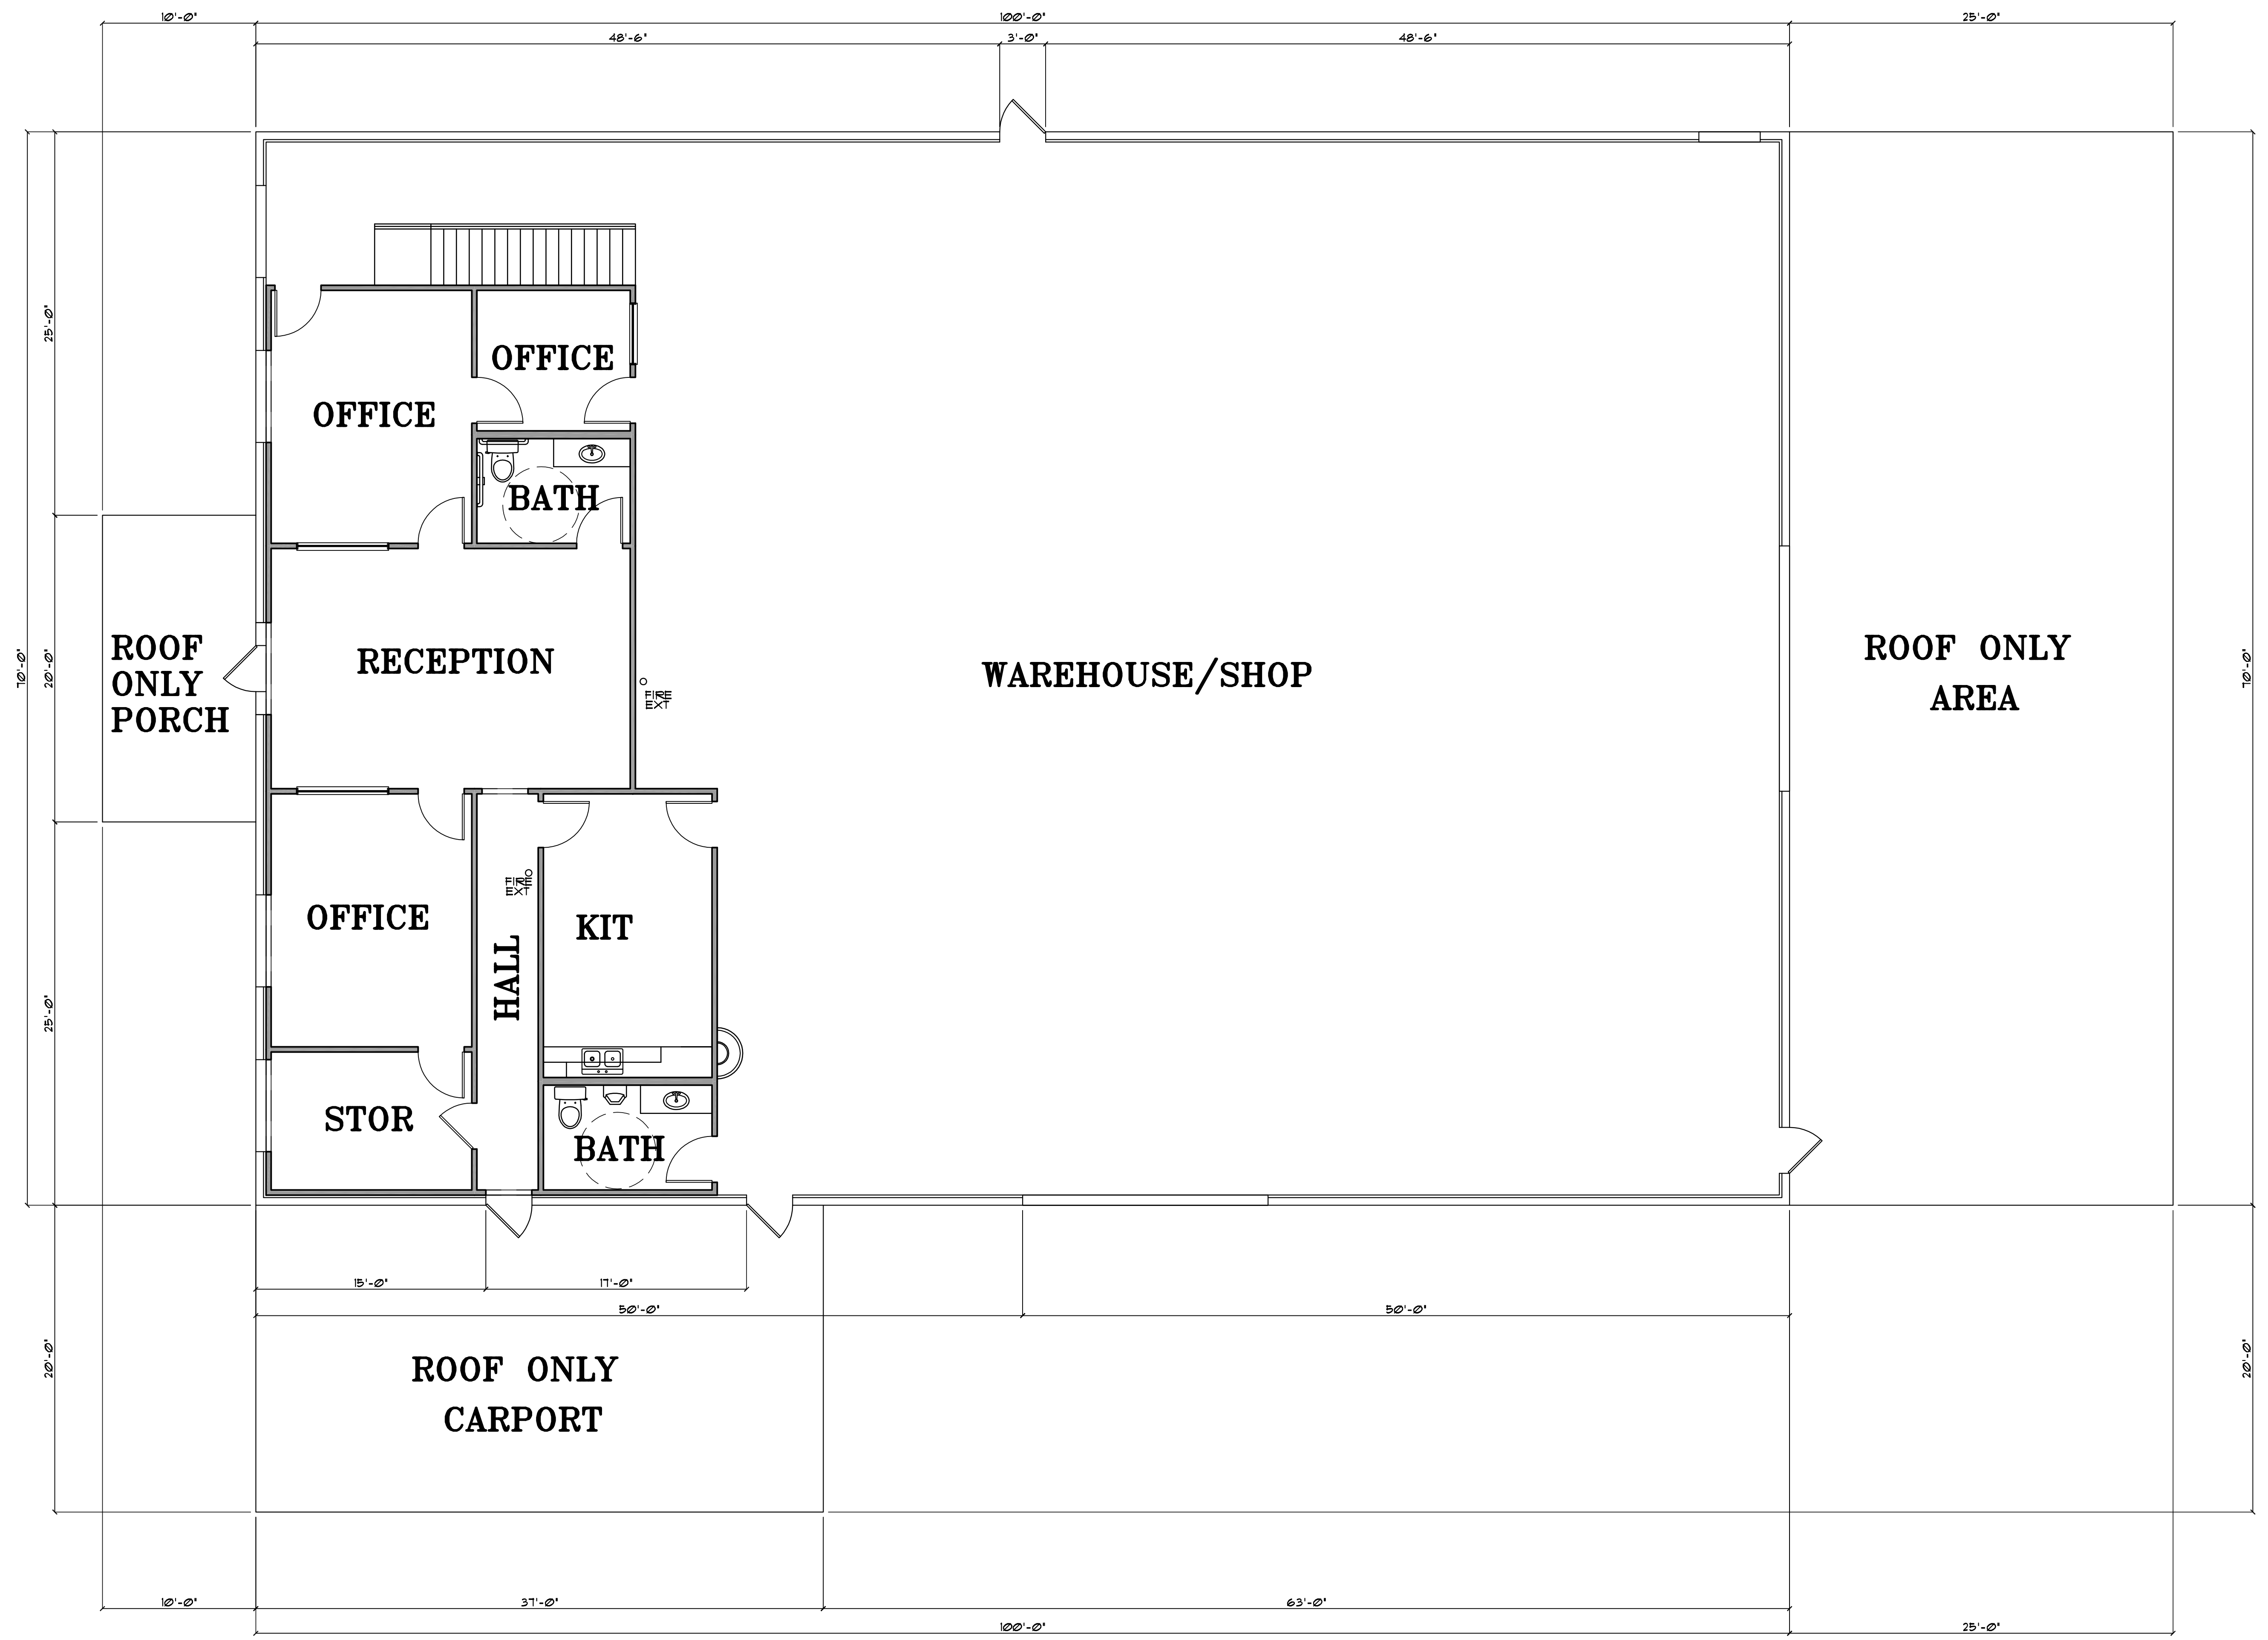 10'-0"
100'-0"
25'-0"
48'-6"
3'-0"
48'-6"
25'-0"
OFFICE
OFFICE
BATH
70'-0"
20'-0"
ROOF
ONLY
PORCH
RECEPTION
FIRE
EXT
WAREHOUSE/SHOP
ROOF ONLY
AREA
70'-0"
25'-0"
OFFICE
FIRE
EXT
HALL
KIT
STOR
BATH
15'-0"
17'-0"
50'-0"
50'-0"
20'-0"
ROOF ONLY
CARPORT
20'-0"
10'-0"
37'-0"
63'-0"
100'-0"
25'-0"